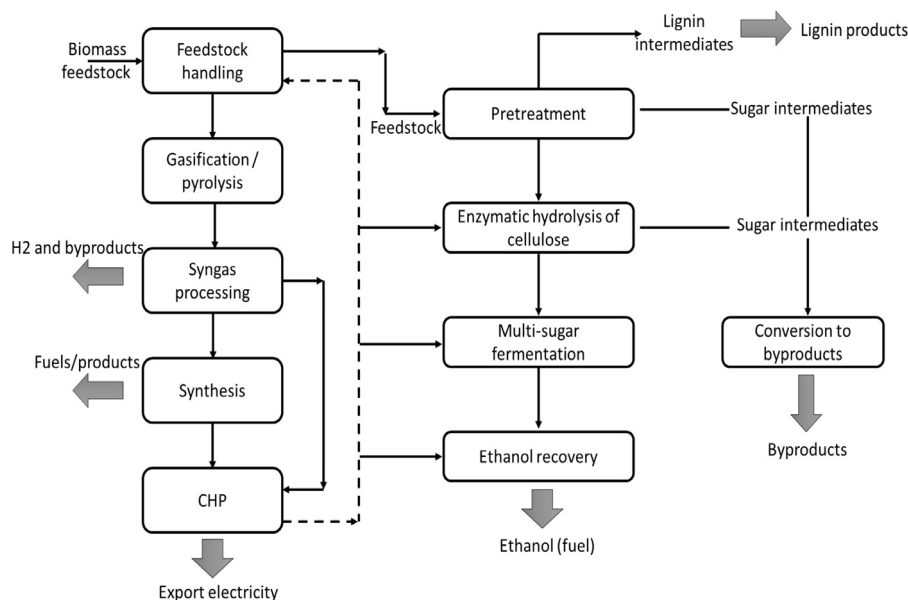 Biomass
feedstock
Feedstock
handling
Lignin
intermediates
Lignin products
Feedstock
Pretreatment
Sugar intermediates
Gasification /
pyrolysis
Enzymatic hydrolysis of
cellulose
Sugar intermediates
H2 and byproducts
Syngas
processing
Multi-sugar
fermentation
Conversion to
byproducts
Fuels/products
Synthesis
Ethanol recovery
Byproducts
CHP
Ethanol (fuel)
Export electricity